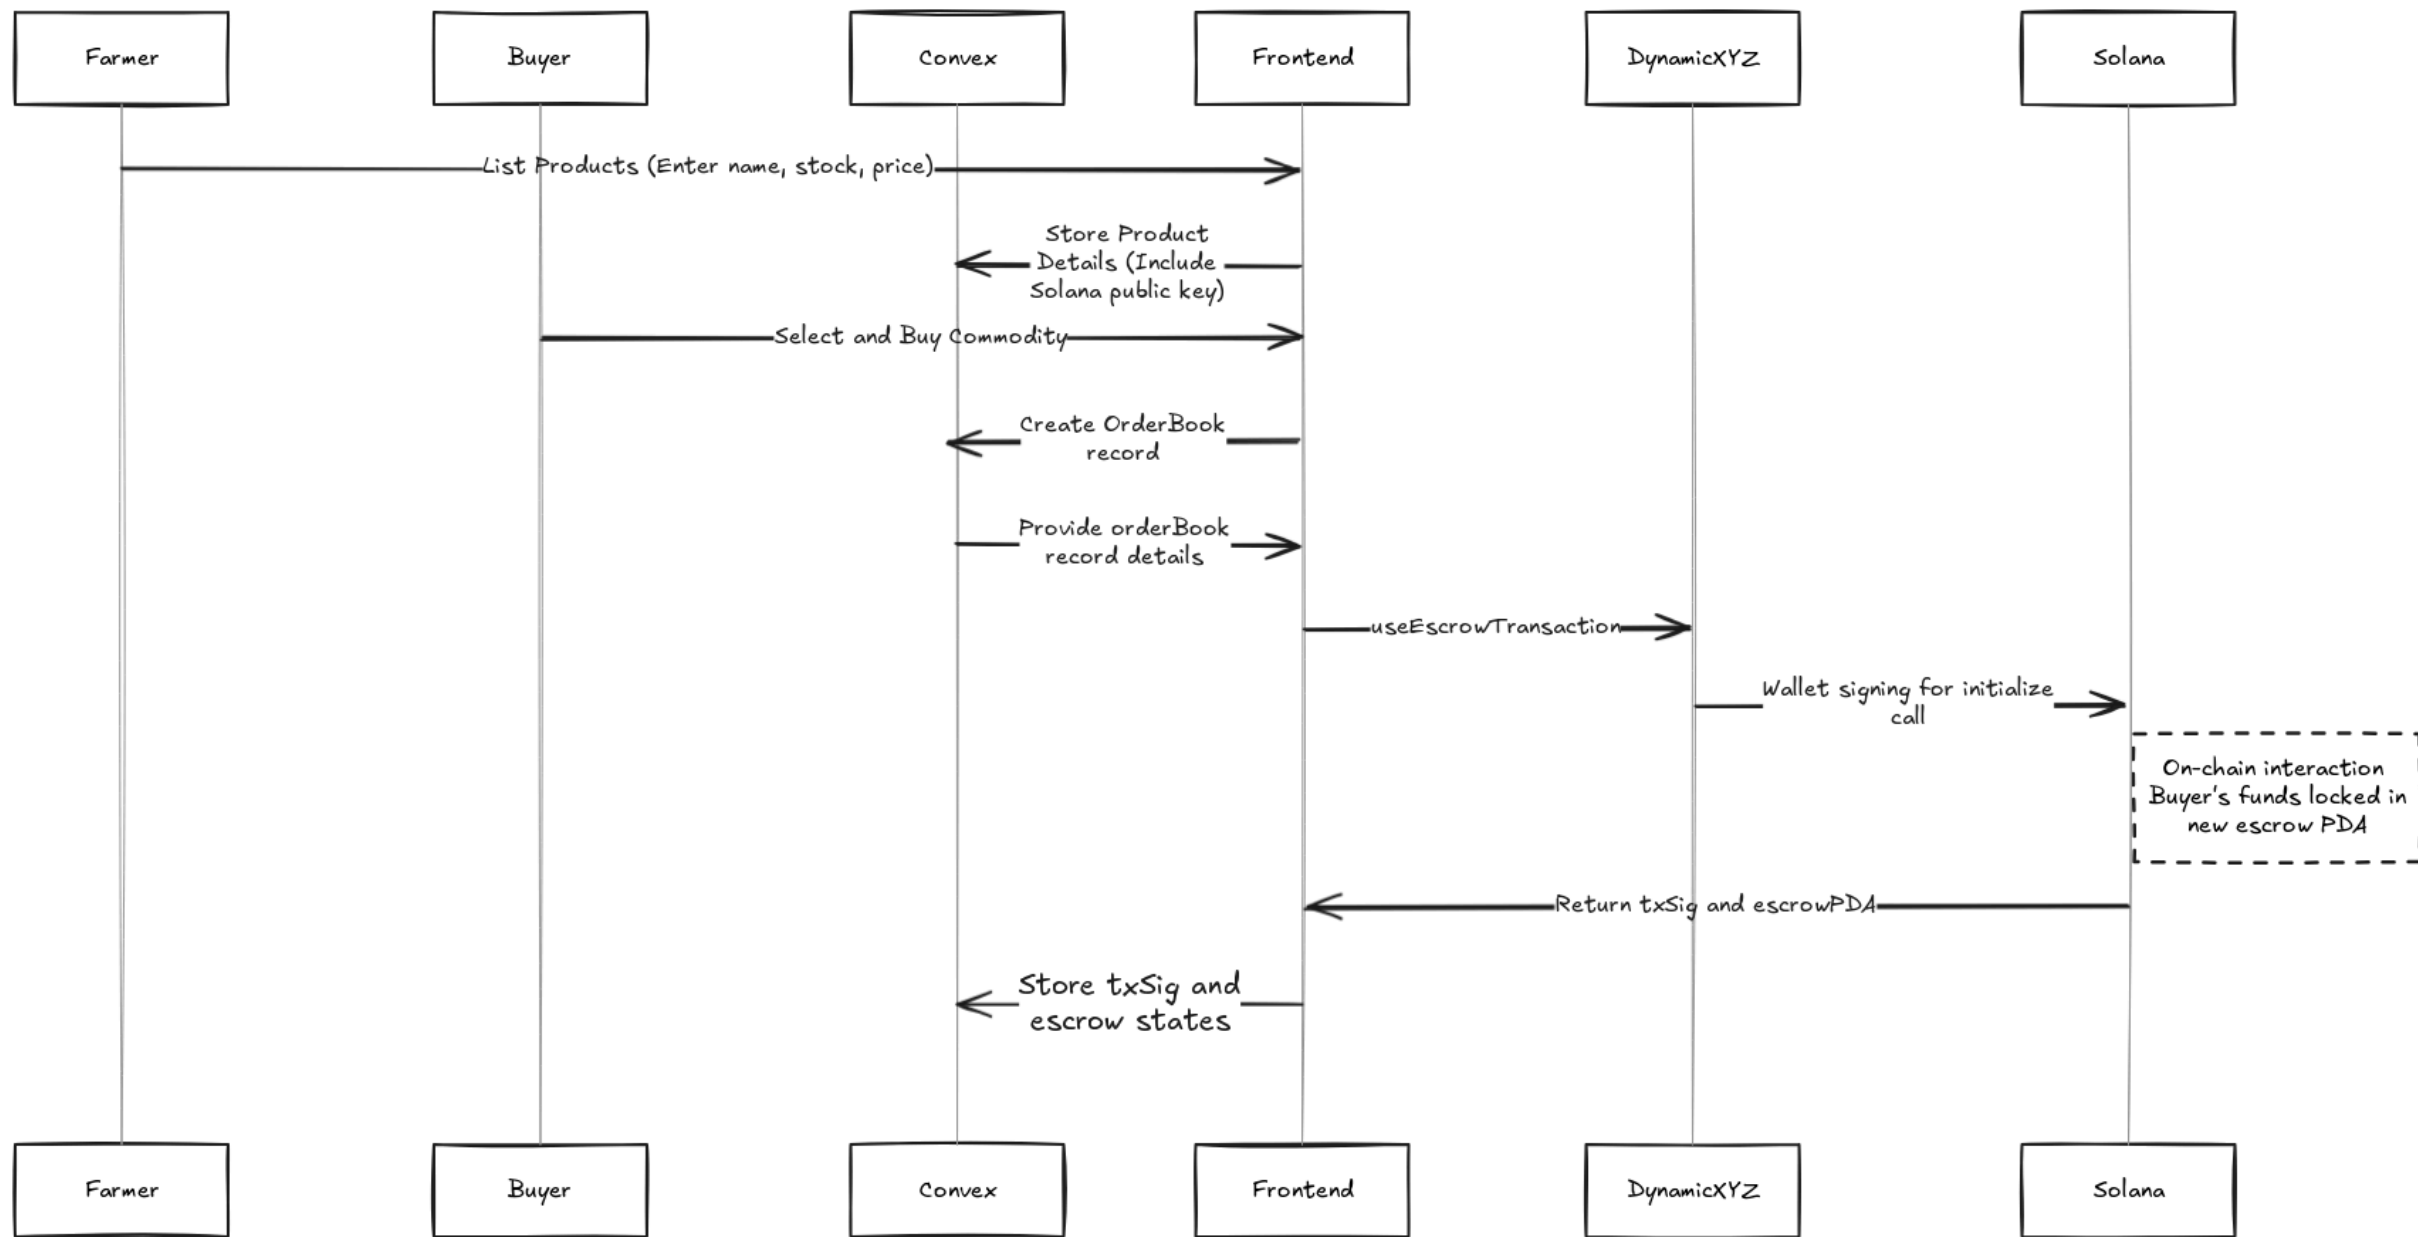 Farmer
Buyer
Convex
Frontend
DynamicXYZ
Solana
List Products (Enter name, stock, price)
Store Product
Details (Include
Solana public key)
Select and Buy Commodity
Create OrderBook
record
Provide orderBook
record details
useEscrowTransaction
Wallet signing for initialize
call
On-chain interaction
Buyer's funds locked in
new escrow PDA
Return txSig and escrowPDA
Store txSig and
escrow states
Farmer
Buyer
Convex
Frontend
DynamicXYZ
Solana